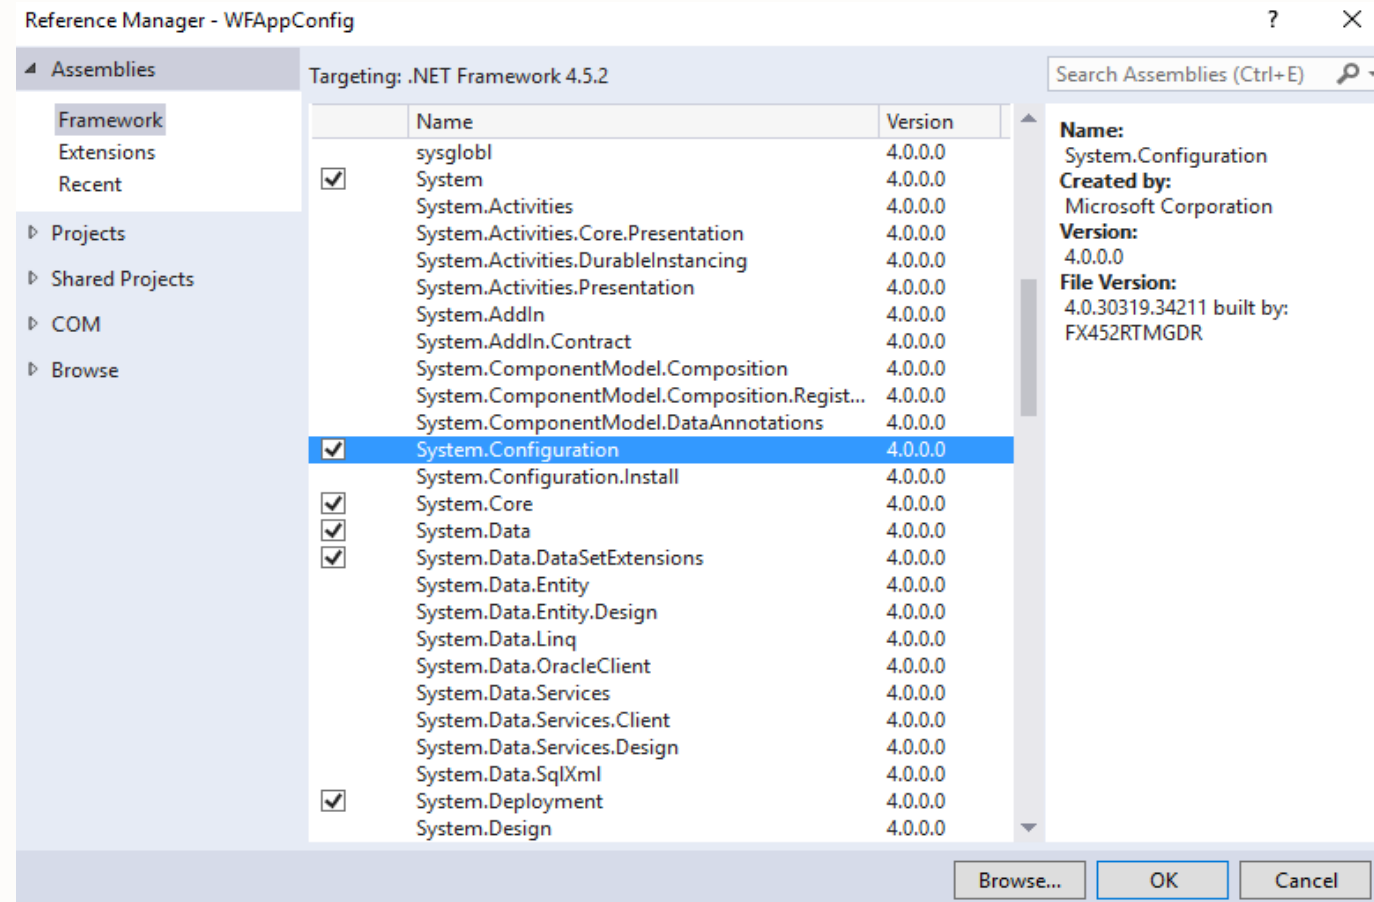 Reference Manager - WFAppConfig
?
Assemblies
Framework
Extensions
Recent
Projects
Shared Projects
COM
Browse
Targeting: .NET Framework 4.5.2
Search Assemblies (Ctrl+E)
Name Version
sysglobl 4.0.0.0
System 4.0.0.0
System.Activities 4.0.0.0
System.Activities.Core.Presentation 4.0.0.0
System.Activities.DurableInstancing 4.0.0.0
System.Activities.Presentation 4.0.0.0
System.AddIn 4.0.0.0
System.AddIn.Contract 4.0.0.0
System.ComponentModel.Composition 4.0.0.0
System.ComponentModel.Composition.Regist... 4.0.0.0
System.ComponentModel.DataAnnotations 4.0.0.0
System.Configuration 4.0.0.0
System.Configuration.Install 4.0.0.0
System.Core 4.0.0.0
System.Data 4.0.0.0
System.Data.DataSetExtensions 4.0.0.0
System.Data.Entity 4.0.0.0
System.Data.Entity.Design 4.0.0.0
System.Data.Linq 4.0.0.0
System.Data.OracleClient 4.0.0.0
System.Data.Services 4.0.0.0
System.Data.Services.Client 4.0.0.0
System.Data.Services.Design 4.0.0.0
System.Data.SqlXml 4.0.0.0
System.Deployment 4.0.0.0
System.Design 4.0.0.0
Name:
System.Configuration
Created by:
Microsoft Corporation
Version:
4.0.0.0
File Version:
4.0.30319.34211 built by:
FX452RTMGDR
Browse... OK Cancel